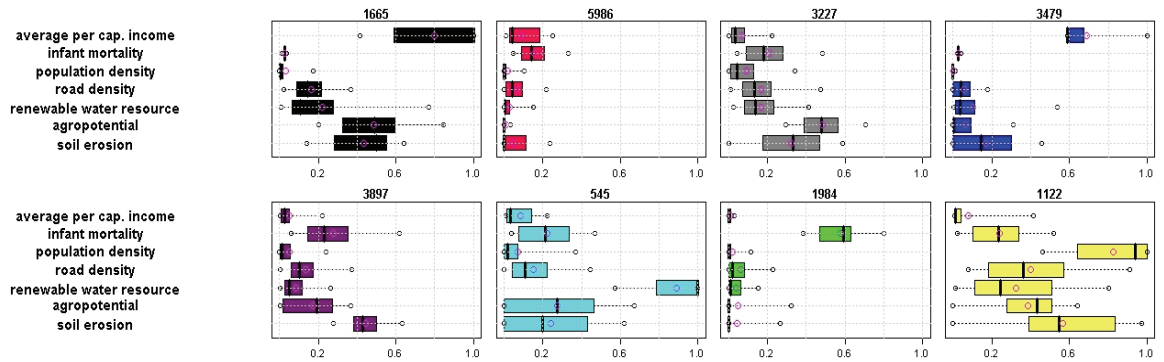 1665 5986 3227 3479
average per cap. income
infant mortality
population density
road density
renewable water resource
agropotential
soil erosion
0.2 0.6 1.0 0.2 0.6 1.0 0.2 0.6 1.0 0.2 0.6 1.0
3897 545 1984 1122
average per cap. income
infant mortality
population density
road density
renewable water resource
agropotential
soil erosion
0.2 0.6 1.0 0.2 0.6 1.0 0.2 0.6 1.0 0.2 0.6 1.0